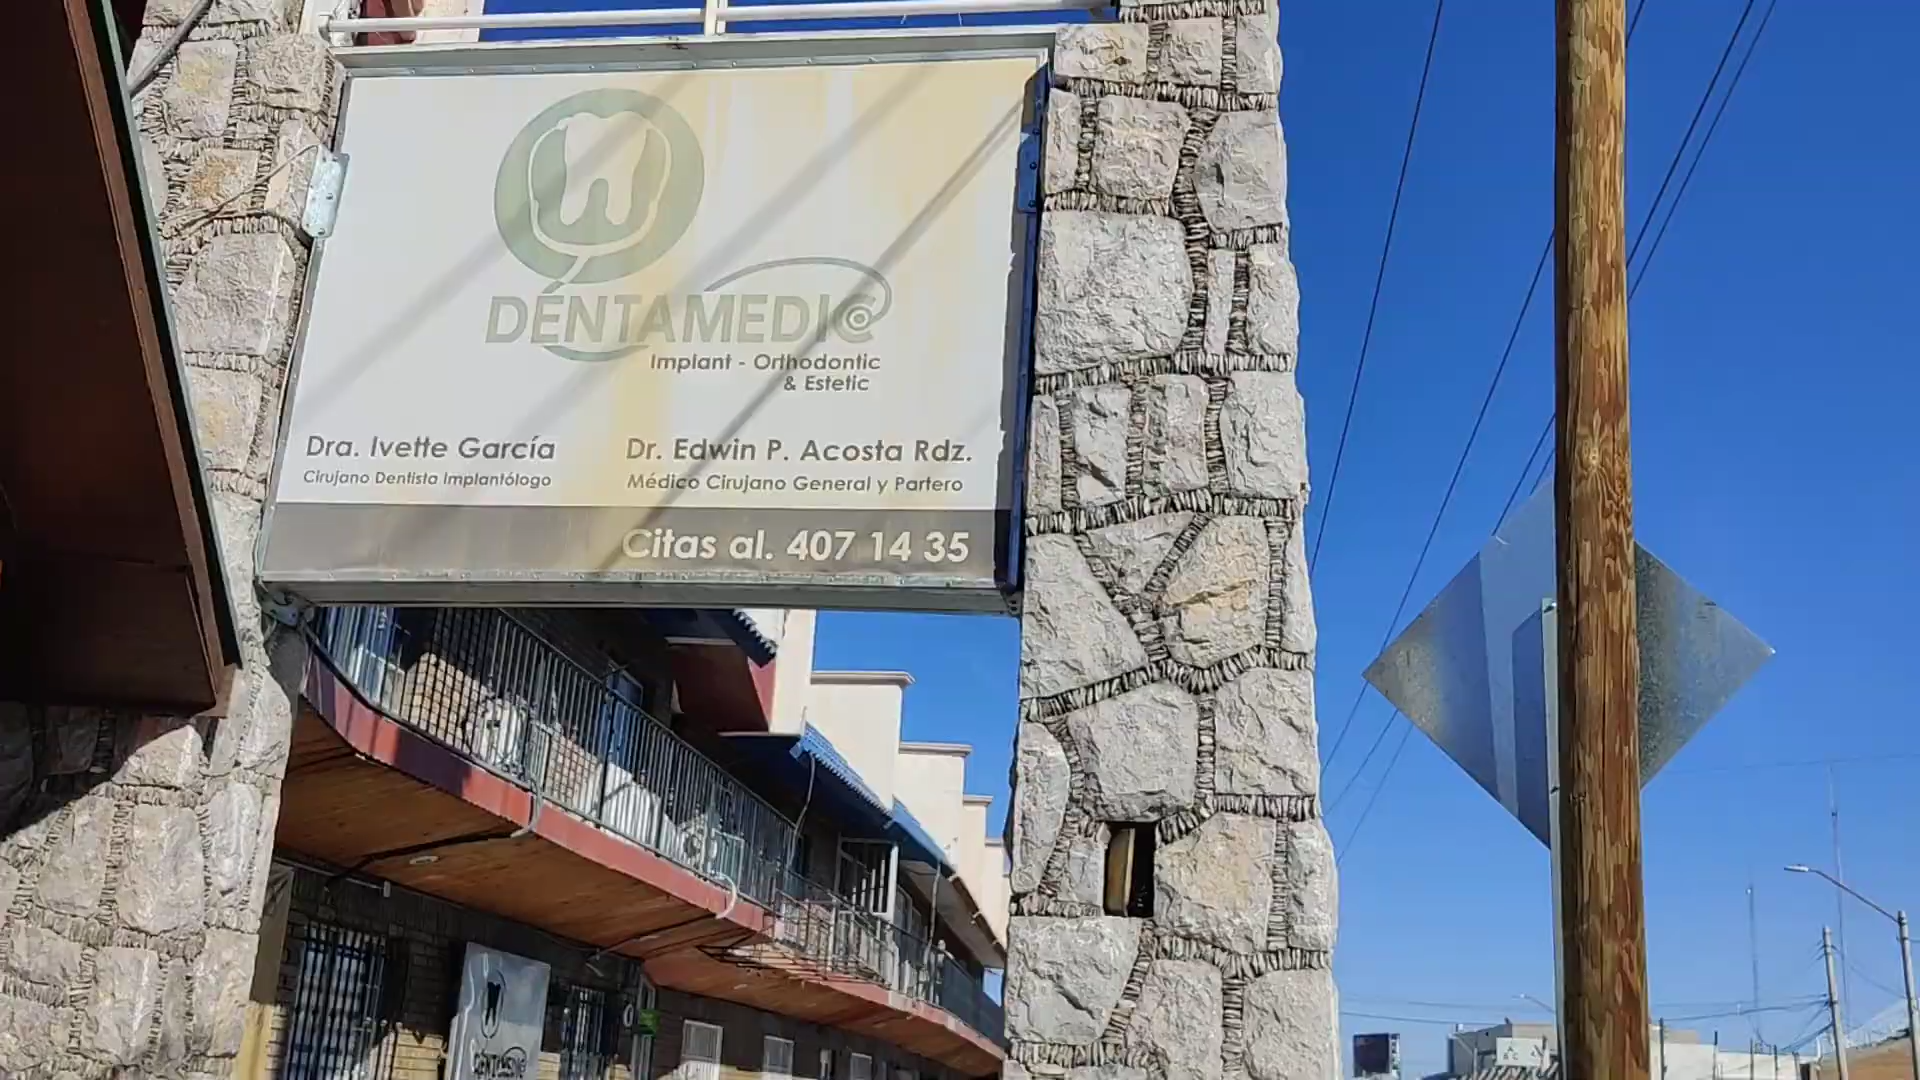 DENTAMEDIC
Implant - Orthodontic
& Estetic
Dra. Ivette García
Cirujano Dentista Implantólogo
Dr. Edwin P. Acosta Rdz.
Médico Cirujano General y Partero
Citas al. 407 14 35
DENTAMEDIC